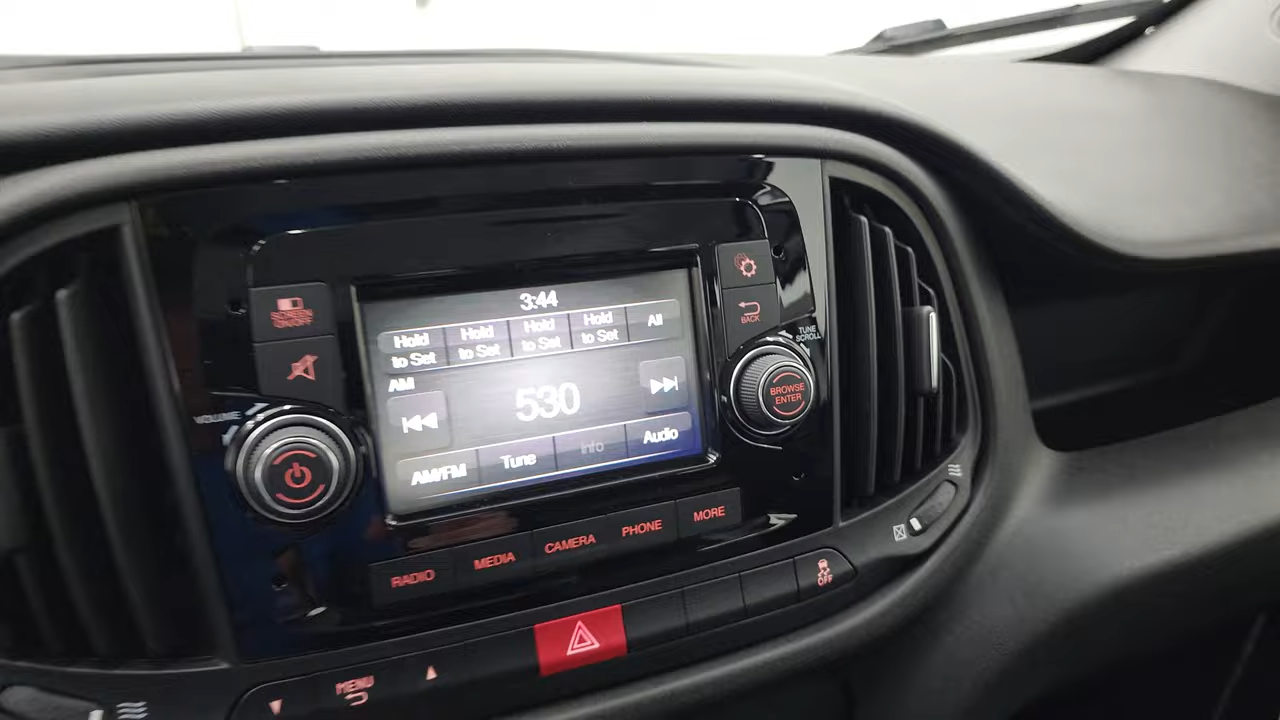 3:44
Hold
to Set
Hold
to Set
Hold
to Set
Hold
to Set
All
AM
530
AM/FM
Tune
Info
Audio
SCREEN
ON/OFF
VOLUME
BACK
TUNE
SCROLL
BROWSE
ENTER
RADIO
MEDIA
CAMERA
PHONE
MORE
OFF
MENU